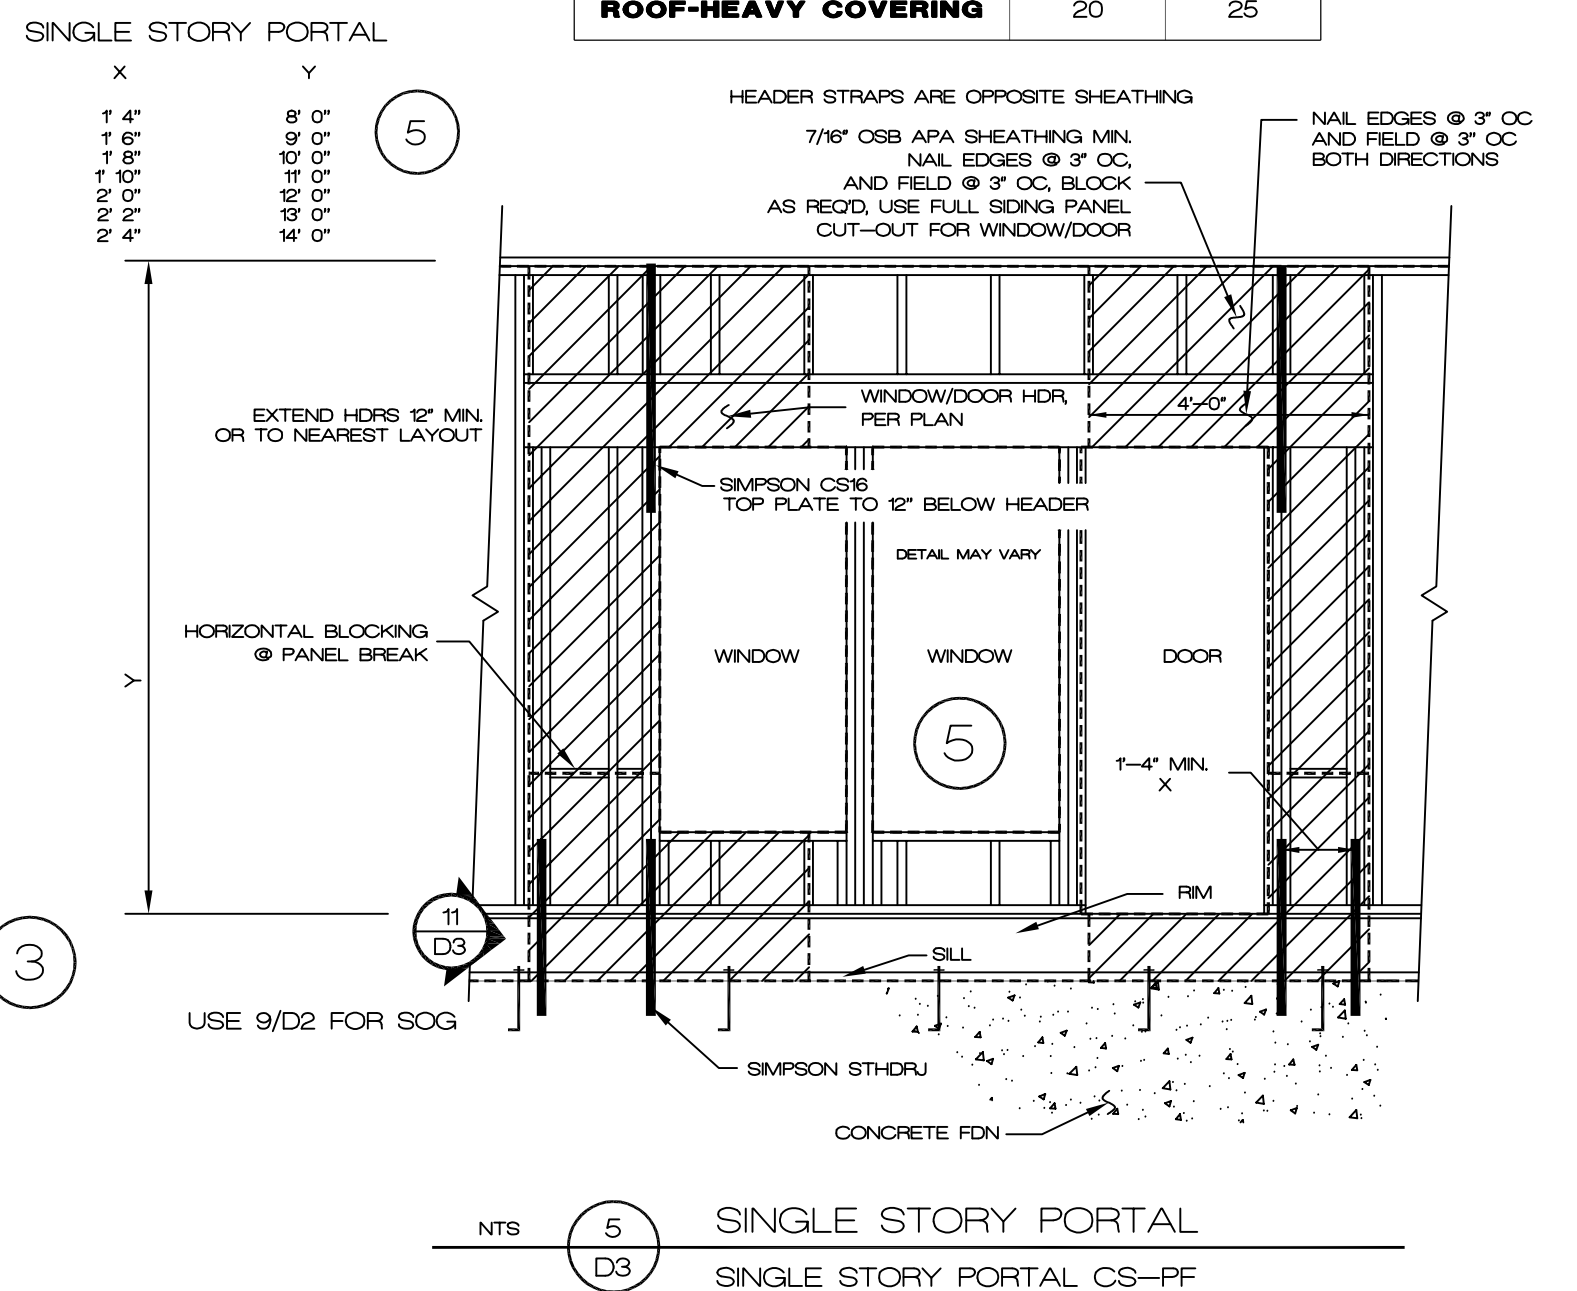 ROOF-HEAVY COVERING 20 25
SINGLE STORY PORTAL
X Y
1' 4" 8' 0"
1' 6" 9' 0"
1' 8" 10' 0"
1' 10" 11' 0"
2' 0" 12' 0"
2' 2" 13' 0"
2' 4" 14' 0"
5
HEADER STRAPS ARE OPPOSITE SHEATHING
7/16" OSB APA SHEATHING MIN.
NAIL EDGES @ 3" OC,
AND FIELD @ 3" OC, BLOCK
AS REQ'D, USE FULL SIDING PANEL
CUT-OUT FOR WINDOW/DOOR
NAIL EDGES @ 3" OC
AND FIELD @ 3" OC
BOTH DIRECTIONS
EXTEND HDRS 12" MIN.
OR TO NEAREST LAYOUT
WINDOW/DOOR HDR,
PER PLAN
4'-0"
SIMPSON CS16
TOP PLATE TO 12" BELOW HEADER
DETAIL MAY VARY
HORIZONTAL BLOCKING
@ PANEL BREAK
WINDOW
WINDOW
DOOR
Y
5
1'-4" MIN.
X
RIM
11
D3
SILL
3
USE 9/D2 FOR SOG
SIMPSON STHDRJ
CONCRETE FDN
NTS
5
D3
SINGLE STORY PORTAL
SINGLE STORY PORTAL CS-PF